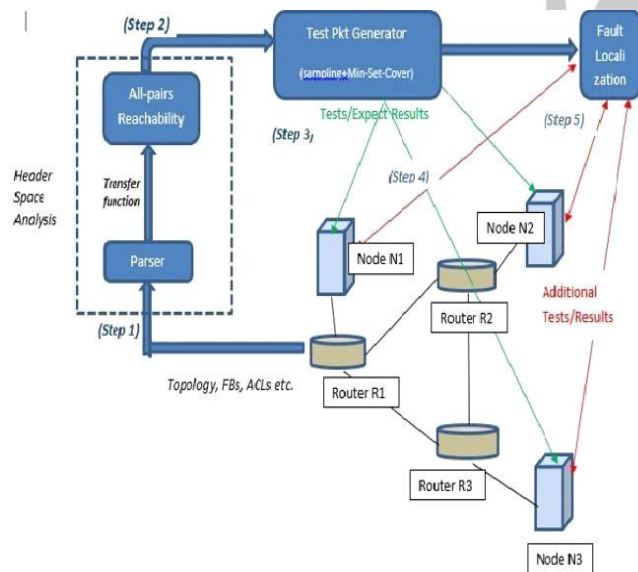 (Step 2)
Test Pkt Generator
(sampling+Min-Set-Cover)
Fault
Locali
zation
All-pairs
Reachability
Tests/Expect Results
(Step 3)
(Step 5)
(Step 4)
Header
Space
Analysis
Transfer
function
Node N2
Node N1
Parser
Router R2
Additional
Tests/Results
(Step 1)
Topology, FBs, ACLs etc.
Router R1
Router R3
Node N3